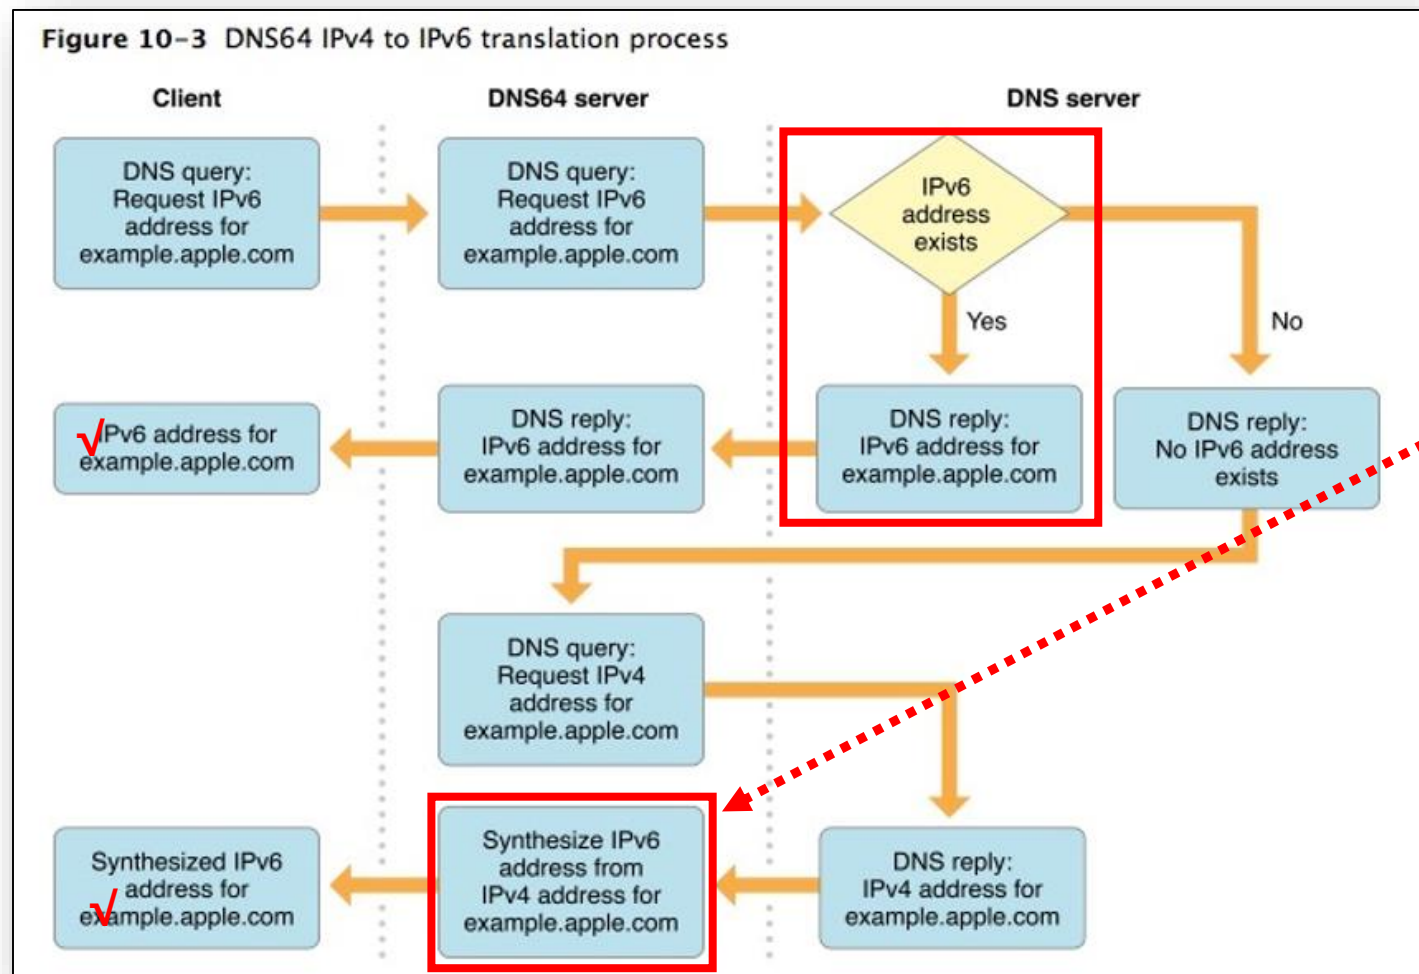 Figure 10-3 DNS64 IPv4 to IPv6 translation process
Client
DNS64 server
DNS server
DNS query:
Request IPv6
address for
example.apple.com
DNS query:
Request IPv6
address for
example.apple.com
IPv6
address
exists
Yes
No
√IPv6 address for
example.apple.com
DNS reply:
IPv6 address for
example.apple.com
DNS reply:
IPv6 address for
example.apple.com
DNS reply:
No IPv6 address
exists
DNS query:
Request IPv4
address for
example.apple.com
Synthesized IPv6
address for
√
example.apple.com
Synthesize IPv6
address from
IPv4 address for
example.apple.com
DNS reply:
IPv4 address for
example.apple.com